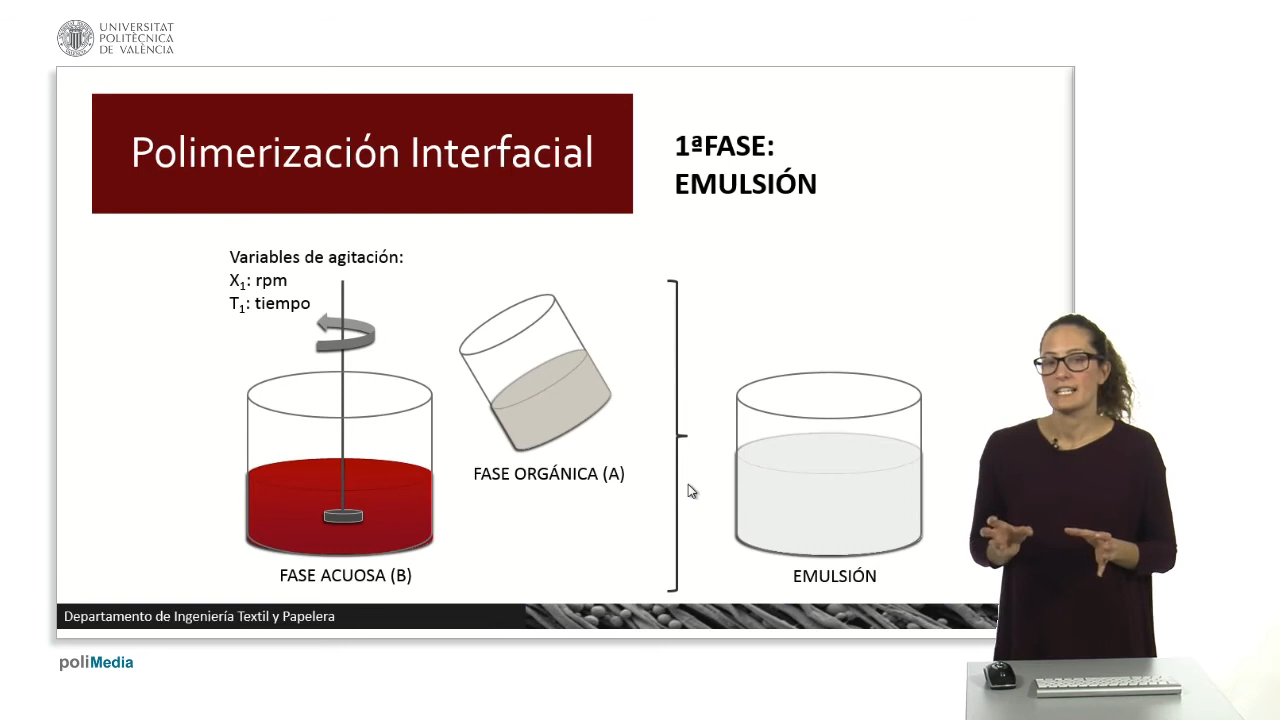 UNIVERSITAT
POLITÈCNICA
DE VALÈNCIA
Polimerización Interfacial
1ªFASE:
EMULSIÓN
Variables de agitación:
X₁: rpm
T₁: tiempo
FASE ORGÁNICA (A)
FASE ACUOSA (B)
EMULSIÓN
Departamento de Ingeniería Textil y Papelera
poliMedia